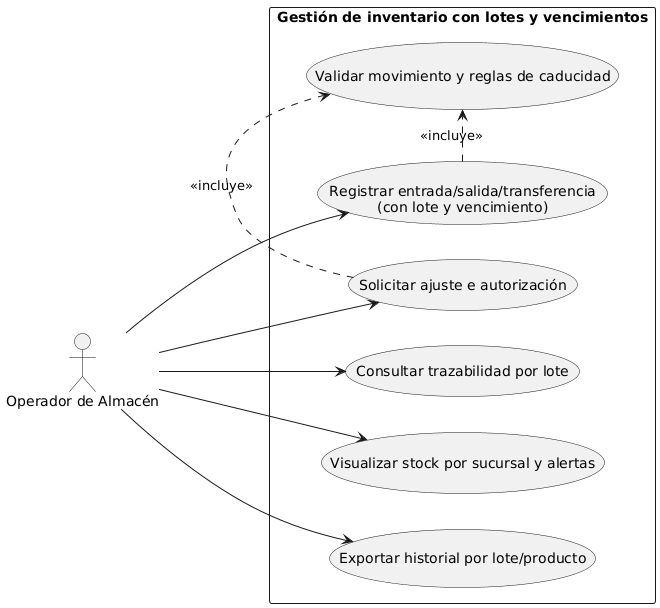 Gestión de inventario con lotes y vencimientos
Validar movimiento y reglas de caducidad
«incluye»
«incluye»
Registrar entrada/salida/transferencia
(con lote y vencimiento)
Solicitar ajuste e autorización
Consultar trazabilidad por lote
Operador de Almacén
Visualizar stock por sucursal y alertas
Exportar historial por lote/producto